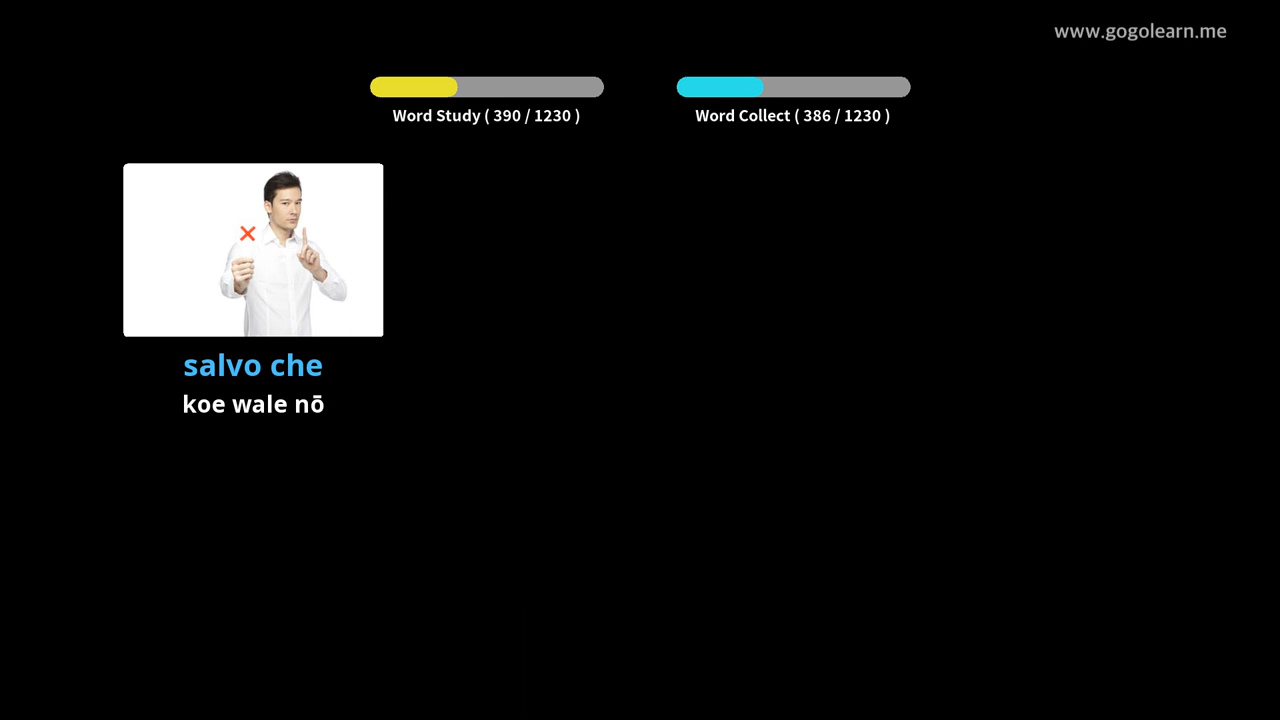 www.gogolearn.me
Word Study ( 390 / 1230 )
Word Collect ( 386 / 1230 )
salvo che
koe wale nō